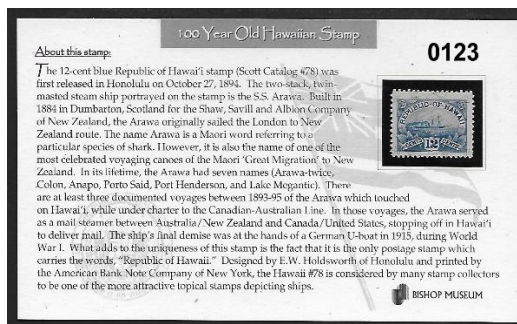 100 Year Old Hawaiian Stamp
About this stamp:
0123
The 12-cent blue Republic of Hawai'i stamp (Scott Catalog #78) was
first released in Honolulu on October 27, 1894. The two-stack, twin-
masted steam ship portrayed on the stamp is the S.S. Arawa. Built in
1884 in Dumbarton, Scotland for the Shaw, Savill and Albion Company
of New Zealand, the Arawa originally sailed the London to New
Zealand route. The name Arawa is a Maori word referring to a
particular species of shark. However, it is also the name of one of the
most celebrated voyaging canoes of the Maori 'Great Migration' to New
Zealand. In its lifetime, the Arawa had seven names (Arawa-twice,
Colon, Anapo, Porto Said, Port Henderson, and Lake Megantic). There
are at least three documented voyages between 1893-95 of the Arawa which touched
on Hawai'i, while under charter to the Canadian-Australian Line. In those voyages, the Arawa served
as a mail steamer between Australia/New Zealand and Canada/United States, stopping off in Hawai'i
to deliver mail. The ship's final demise was at the hands of a German U-boat in 1915, during World
War I. What adds to the uniqueness of this stamp is the fact that it is the only postage stamp which
carries the words, "Republic of Hawaii." Designed by E.W. Holdsworth of Honolulu and printed by
the American Bank Note Company of New York, the Hawaii #78 is considered by many stamp collectors
to be one of the more attractive topical stamps depicting ships.
REPUBLIC OF HAWAII
12
CENTS
BISHOP MUSEUM